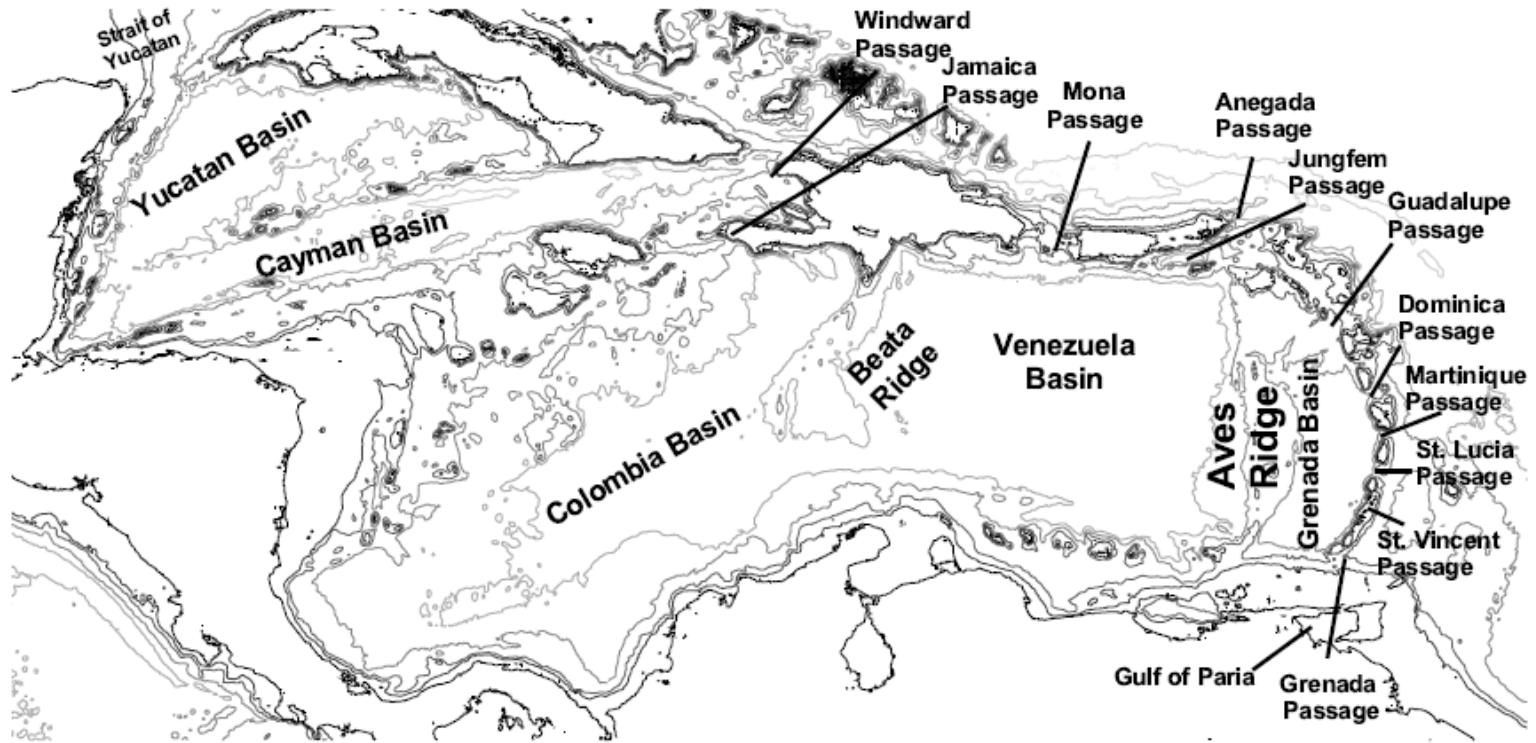 Strait of
Yucatan
Windward
Passage
Jamaica
Passage
Mona
Passage
Anegada
Passage
Jungfem
Passage
Guadalupe
Passage
Dominica
Passage
Martinique
Passage
St. Lucia
Passage
St. Vincent
Passage
Grenada
Passage
Gulf of Paria
Yucatan Basin
Cayman Basin
Colombia Basin
Beata
Ridge
Venezuela
Basin
Aves
Ridge
Grenada Basin